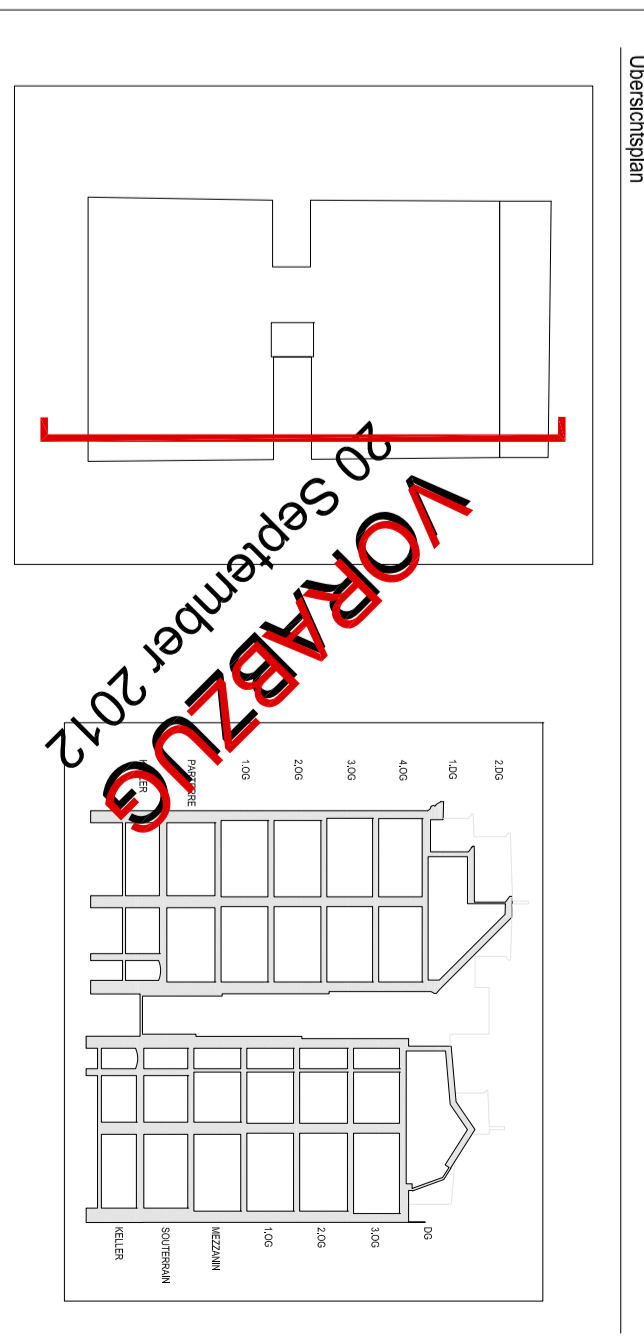 Übersichtsplan
VORABZUG
20 September 2012
2.DG
1.DG
4.OG
3.OG
2.OG
1.OG
PARTERRE
KELLER
DG
3.OG
2.OG
1.OG
MEZZANIN
SOUTERRAIN
KELLER